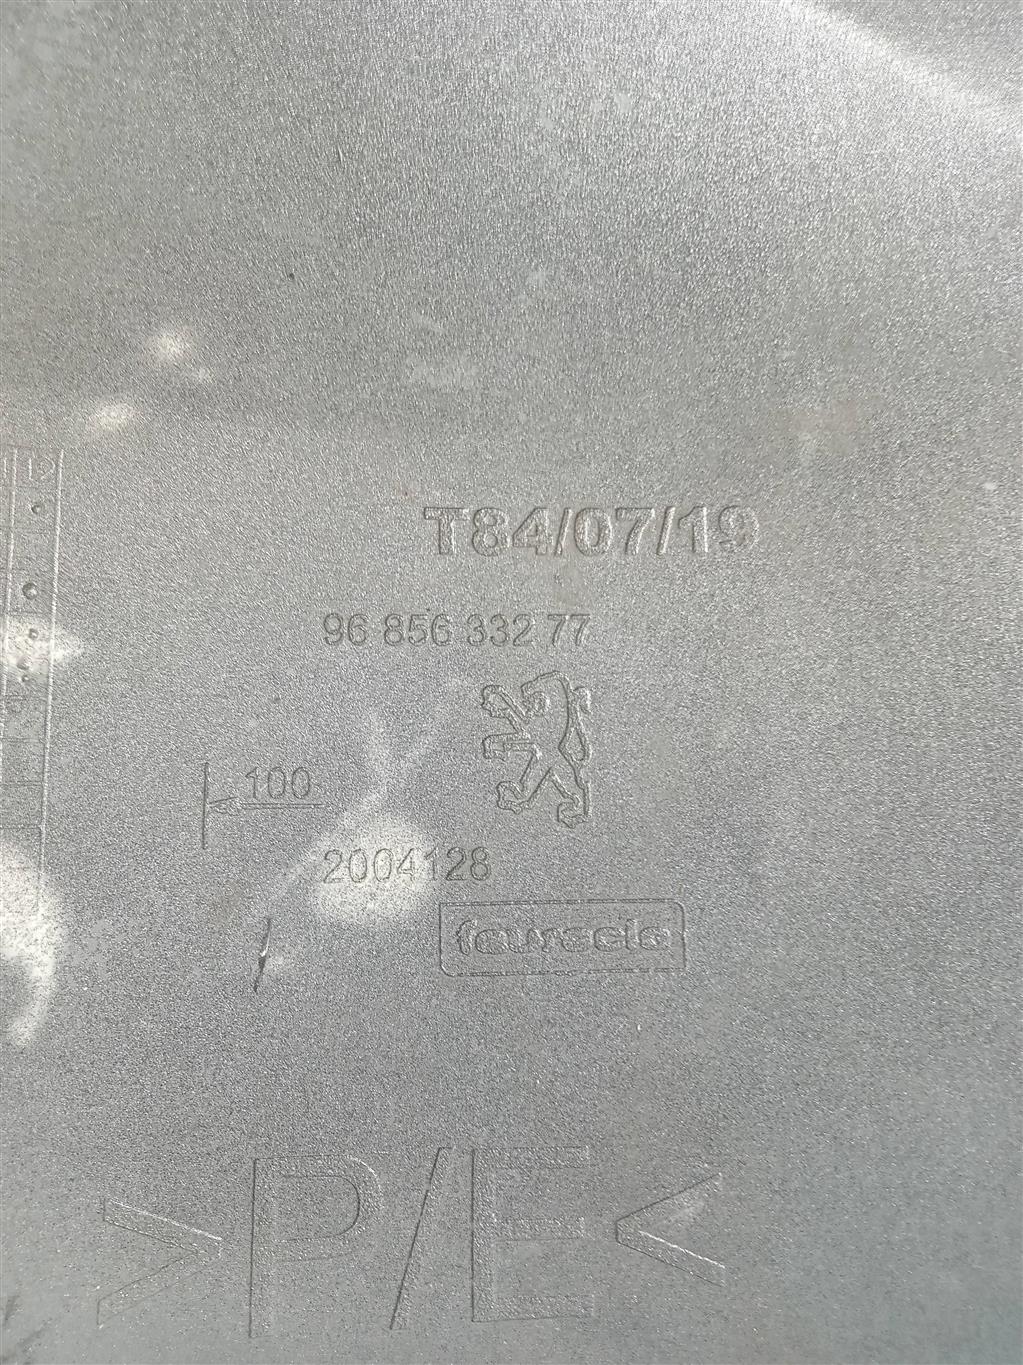 T84/07/19
96 856 332 77
100
2004128
faurecia
>P/E<